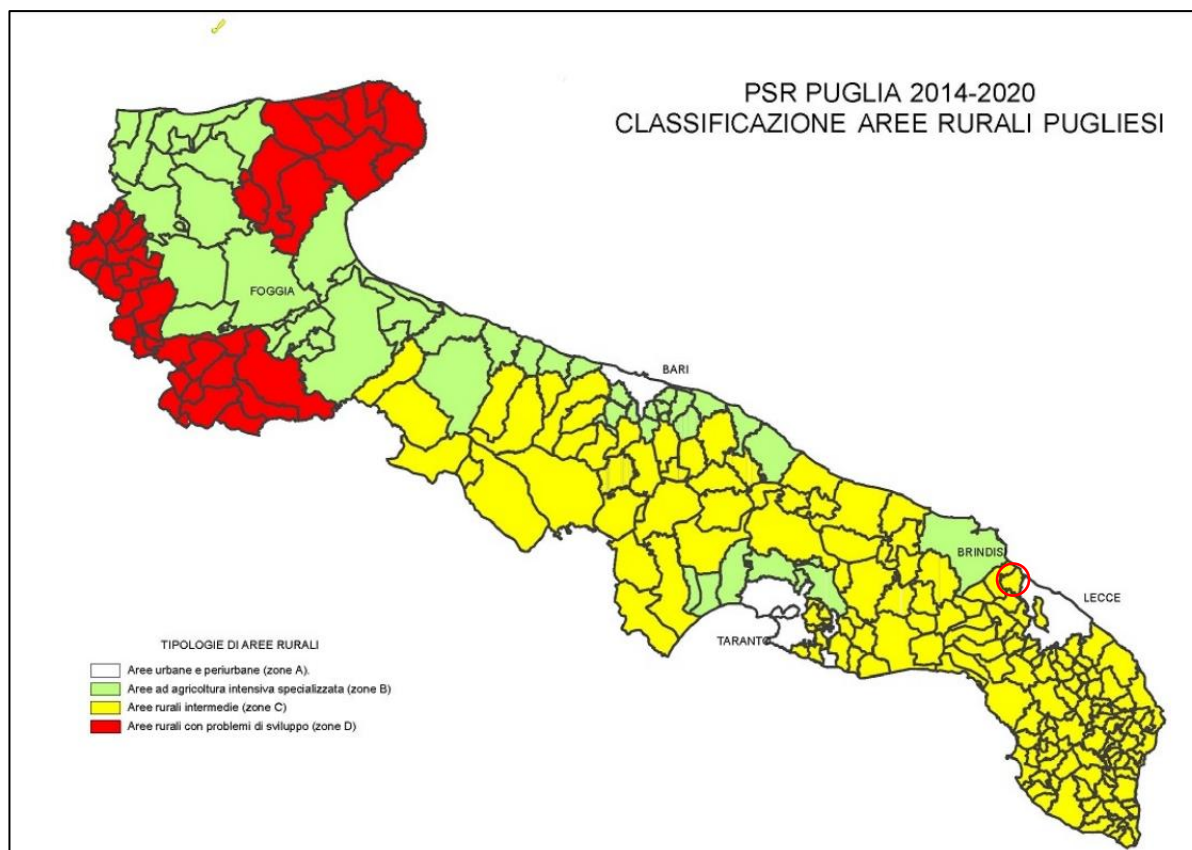 PSR PUGLIA 2014-2020
CLASSIFICAZIONE AREE RURALI PUGLIESI
FOGGIA
BARI
BRINDISI
LECCE
TARANTO
TIPOLOGIE DI AREE RURALI
Aree urbane e periurbane (zone A).
Aree ad agricoltura intensiva specializzata (zone B)
Aree rurali intermedie (zone C)
Aree rurali con problemi di sviluppo (zone D)